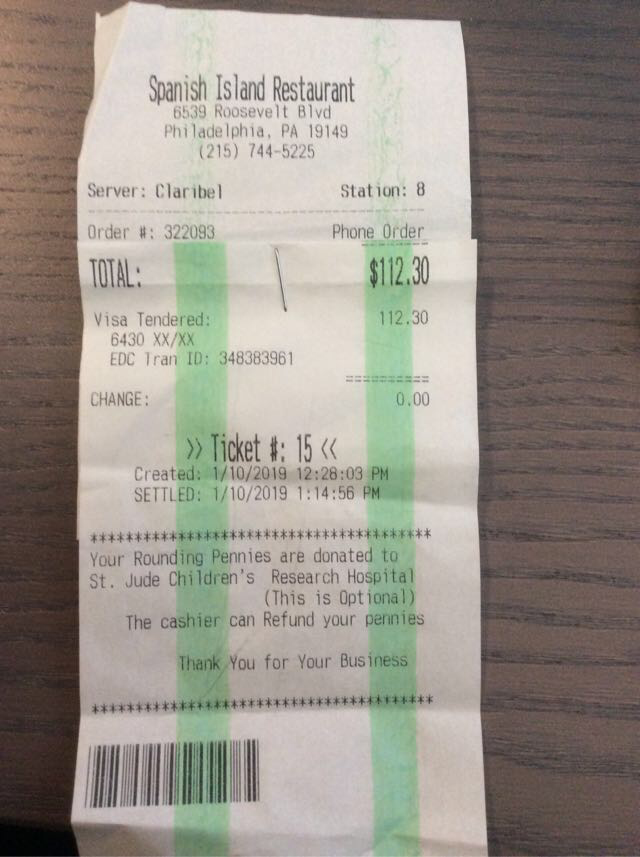 Spanish Island Restaurant
6539 Roosevelt Blvd
Philadelphia, PA 19149
(215) 744-5225
Server: Claribel Station: 8
Order #: 322093 Phone Order
TOTAL: $112.30
Visa Tendered: 112.30
6430 XX/XX
EDC Tran ID: 348383961
==========
CHANGE: 0.00
>> Ticket #: 15 <<
Created: 1/10/2019 12:28:03 PM
SETTLED: 1/10/2019 1:14:56 PM
****************************************
Your Rounding Pennies are donated to
St. Jude Children's Research Hospital
(This is Optional)
The cashier can Refund your pennies
Thank You for Your Business
****************************************